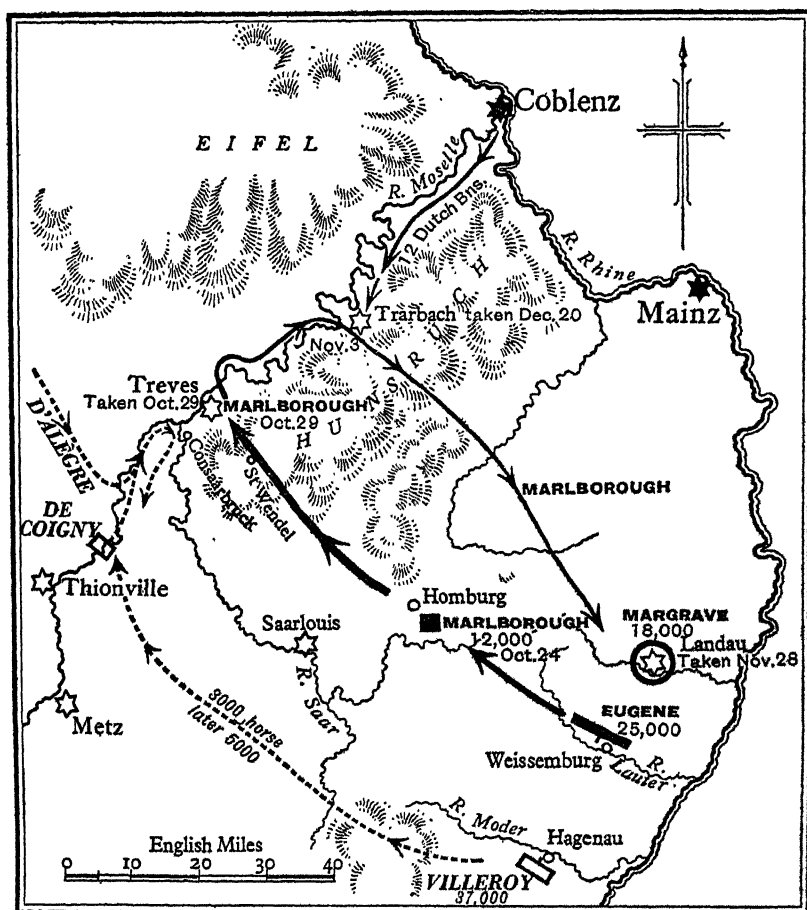 Coblenz
EIFEL
R. Moselle
12 Dutch Bns.
R. Rhine
Mainz
Trarbach taken Dec. 20
Nov. 3
HUNSRUCH
Treves
Taken Oct. 29
MARLBOROUGH
Oct. 29
D'ALEGRE
Consaarbruck
St Wendel
MARLBOROUGH
DE
COIGNY
Thionville
Homburg
MARLBOROUGH
12,000
Oct. 24
MARGRAVE
18,000
Landau
Taken Nov. 28
Saarlouis
R. Saar
Metz
3000 horse
later 5000
EUGENE
25,000
Weissemburg
R.
Lauter
R. Moder
Hagenau
English Miles
0 10 20 30 40
VILLEROY
37,000